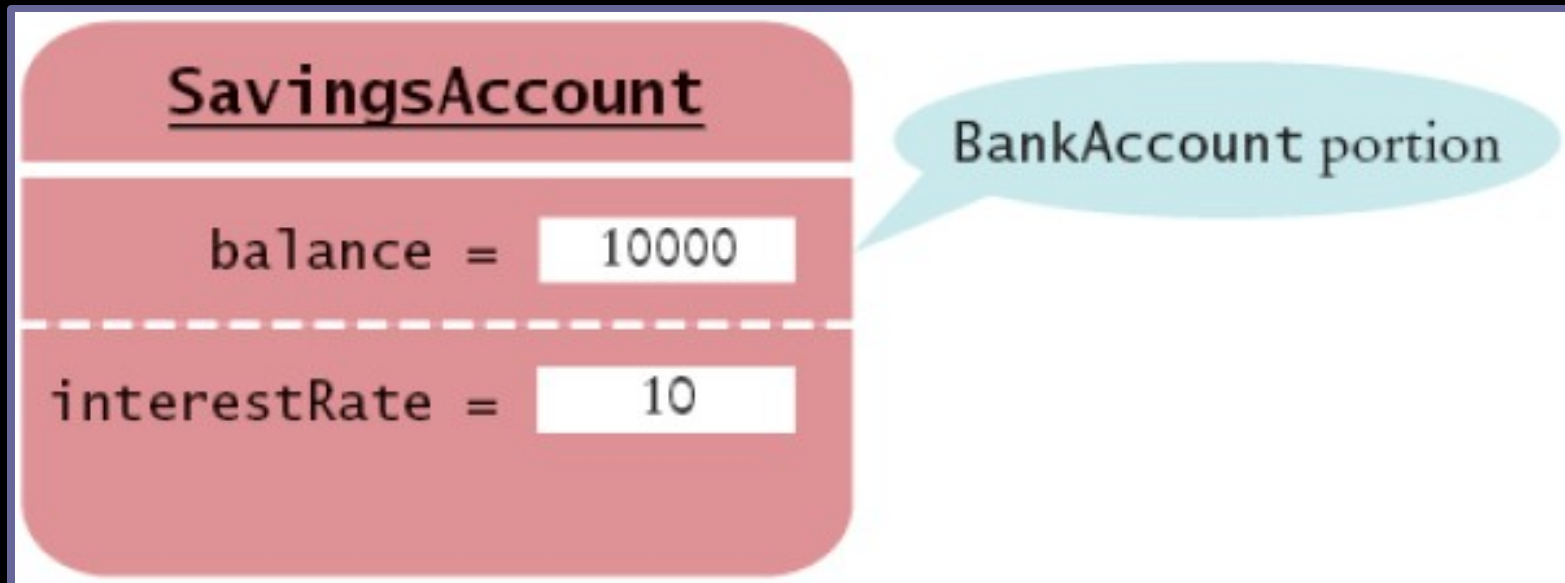 SavingsAccount
BankAccount portion
balance = 10000
interestRate = 10